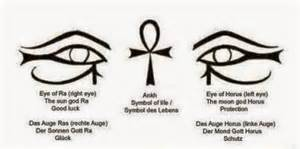 Eye of Ra (right eye)
The sun god Ra
Good luck
Das Auge Ras (rechte Auge)
Der Sonnen Gott Ra
Glück
Ankh
Symbol of life /
Symbol des Lebens
Eye of Horus (left eye)
The moon god Horus
Protection
Das Auge Horus (linke Auge)
Der Mond Gott Horus
Schutz